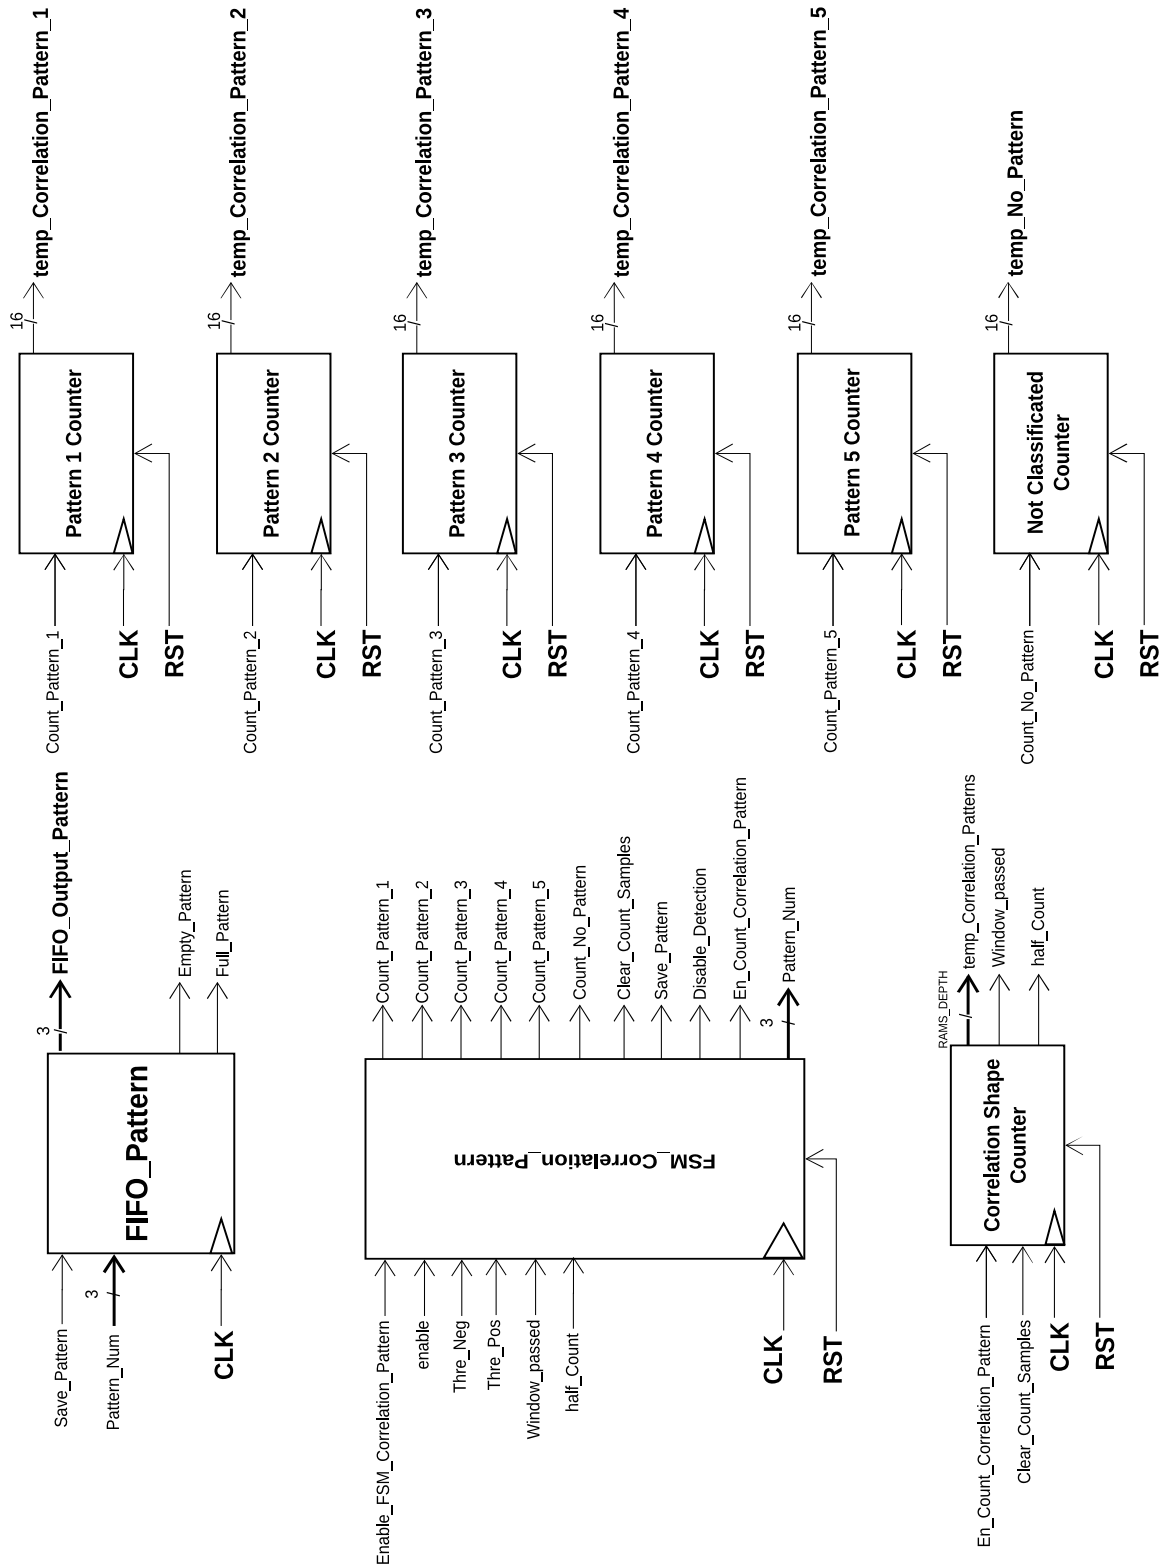 Save_Pattern
Pattern_Num
3
CLK
FIFO_Pattern
3
FIFO_Output_Pattern
Empty_Pattern
Full_Pattern
Enable_FSM_Correlation_Pattern
enable
Thre_Neg
Thre_Pos
Window_passed
half_Count
CLK
RST
FSM_Correlation_Pattern
Count_Pattern_1
Count_Pattern_2
Count_Pattern_3
Count_Pattern_4
Count_Pattern_5
Count_No_Pattern
Clear_Count_Samples
Save_Pattern
Disable_Detection
En_Count_Correlation_Pattern
3
Pattern_Num
En_Count_Correlation_Pattern
Clear_Count_Samples
CLK
RST
Correlation Shape
Counter
RAMS_DEPTH
temp_Correlation_Patterns
Window_passed
half_Count
Count_Pattern_1
CLK
RST
Pattern 1 Counter
16
temp_Correlation_Pattern_1
Count_Pattern_2
CLK
RST
Pattern 2 Counter
16
temp_Correlation_Pattern_2
Count_Pattern_3
CLK
RST
Pattern 3 Counter
16
temp_Correlation_Pattern_3
Count_Pattern_4
CLK
RST
Pattern 4 Counter
16
temp_Correlation_Pattern_4
Count_Pattern_5
CLK
RST
Pattern 5 Counter
16
temp_Correlation_Pattern_5
Count_No_Pattern
CLK
RST
Not Classificated
Counter
16
temp_No_Pattern